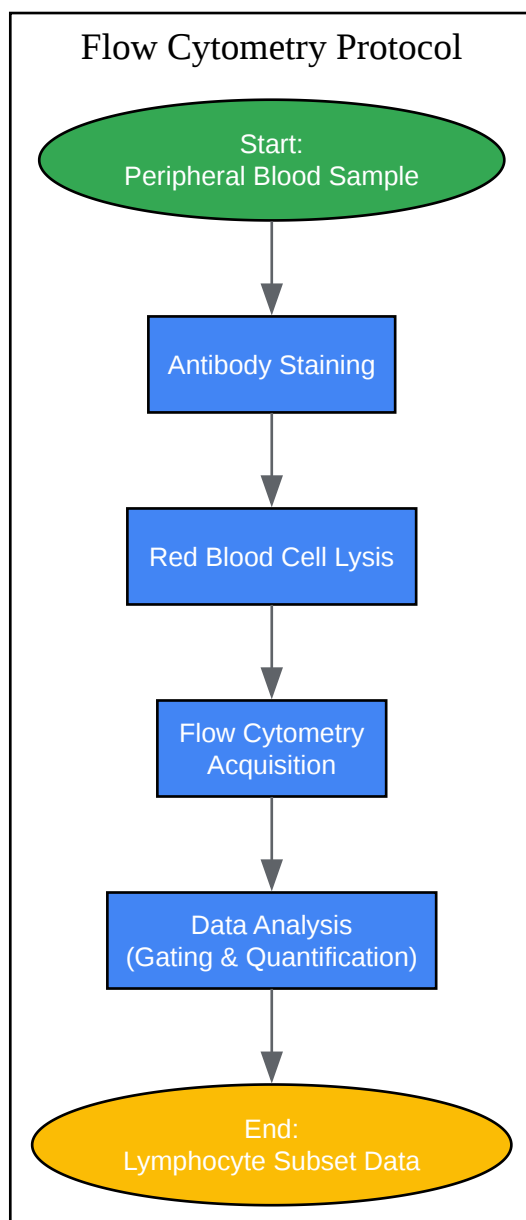 Flow Cytometry Protocol
Start:
Peripheral Blood Sample
Antibody Staining
Red Blood Cell Lysis
Flow Cytometry
Acquisition
Data Analysis
(Gating & Quantification)
End:
Lymphocyte Subset Data